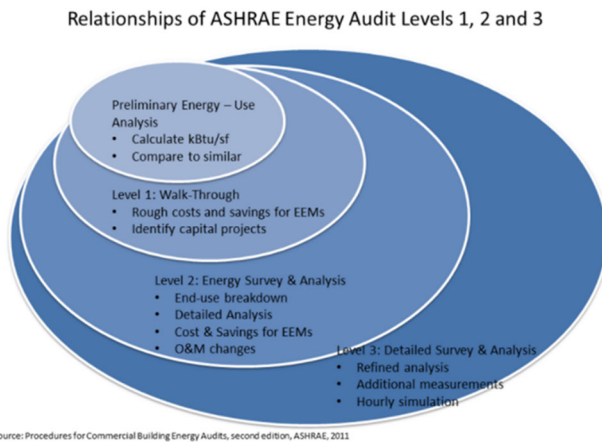 Relationships of ASHRAE Energy Audit Levels 1, 2 and 3
Preliminary Energy – Use
Analysis
• Calculate kBtu/sf
• Compare to similar
Level 1: Walk-Through
• Rough costs and savings for EEMs
• Identify capital projects
Level 2: Energy Survey & Analysis
• End-use breakdown
• Detailed Analysis
• Cost & Savings for EEMs
• O&M changes
Level 3: Detailed Survey & Analysis
• Refined analysis
• Additional measurements
• Hourly simulation
ource: Procedures for Commercial Building Energy Audits, second edition, ASHRAE, 2011